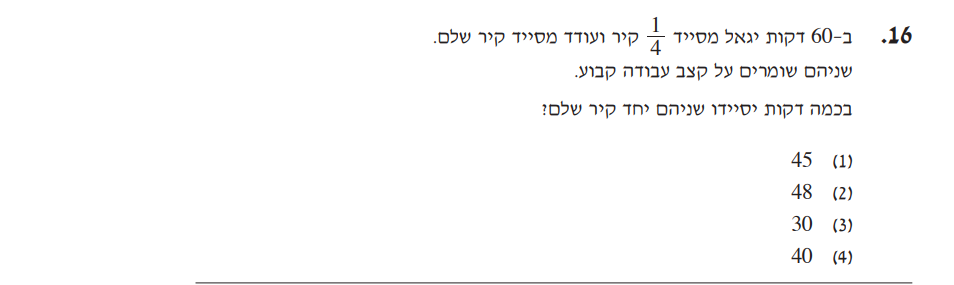 16. ב-60 דקות יגאל מסייד 1/4 קיר ועודד מסייד קיר שלם.
שניהם שומרים על קצב עבודה קבוע.
בכמה דקות יסיידו שניהם יחד קיר שלם?
(1) 45
(2) 48
(3) 30
(4) 40